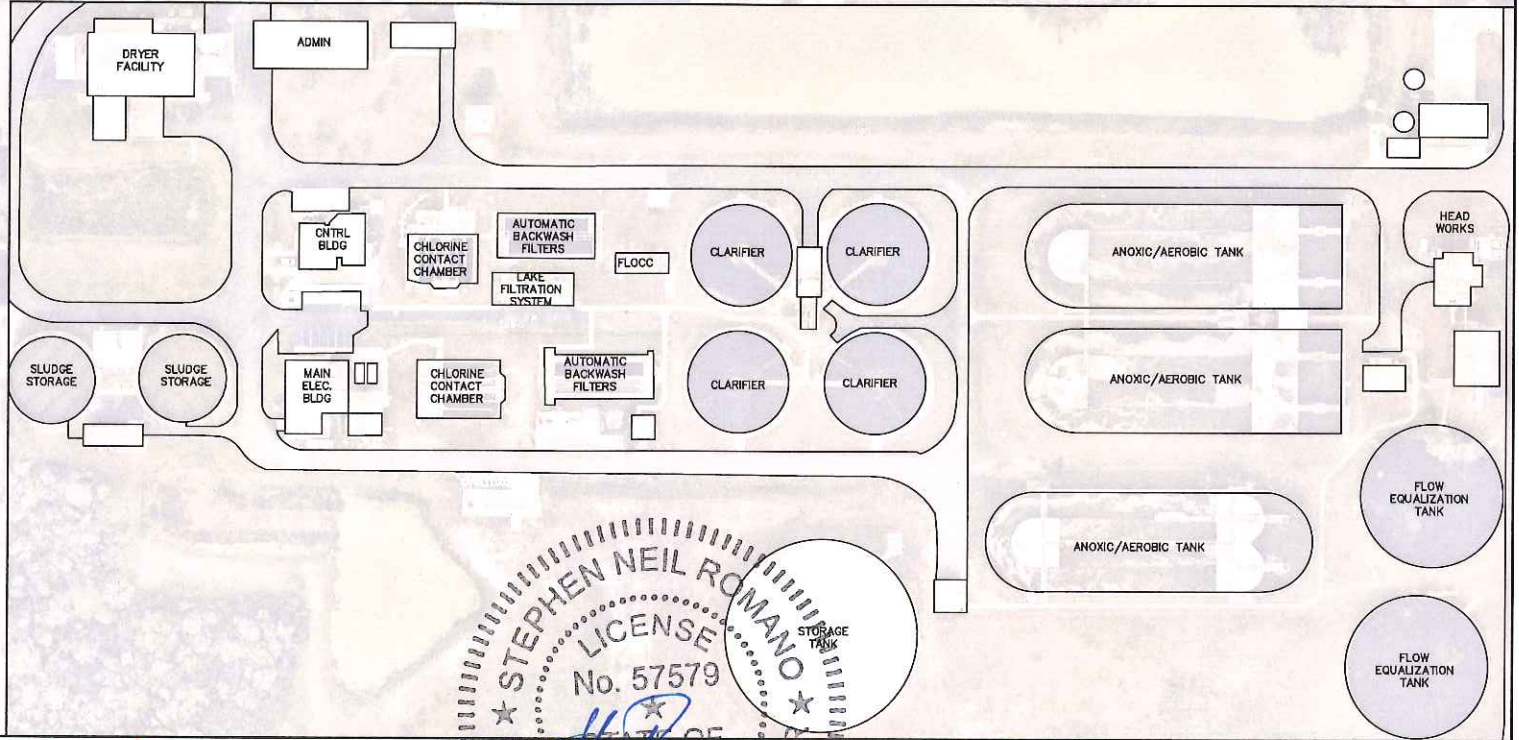 DRYER
FACILITY
ADMIN
CNTRL
BLDG
CHLORINE
CONTACT
CHAMBER
AUTOMATIC
BACKWASH
FILTERS
LAKE
FILTRATION
SYSTEM
FLOCC
CLARIFIER
CLARIFIER
ANOXIC/AEROBIC TANK
HEAD
WORKS
SLUDGE
STORAGE
SLUDGE
STORAGE
MAIN
ELEC.
BLDG
CHLORINE
CONTACT
CHAMBER
AUTOMATIC
BACKWASH
FILTERS
CLARIFIER
CLARIFIER
ANOXIC/AEROBIC TANK
FLOW
EQUALIZATION
TANK
ANOXIC/AEROBIC TANK
STORAGE
TANK
FLOW
EQUALIZATION
TANK
STEPHEN NEIL ROMANO
LICENSE
No. 57579
STATE OF